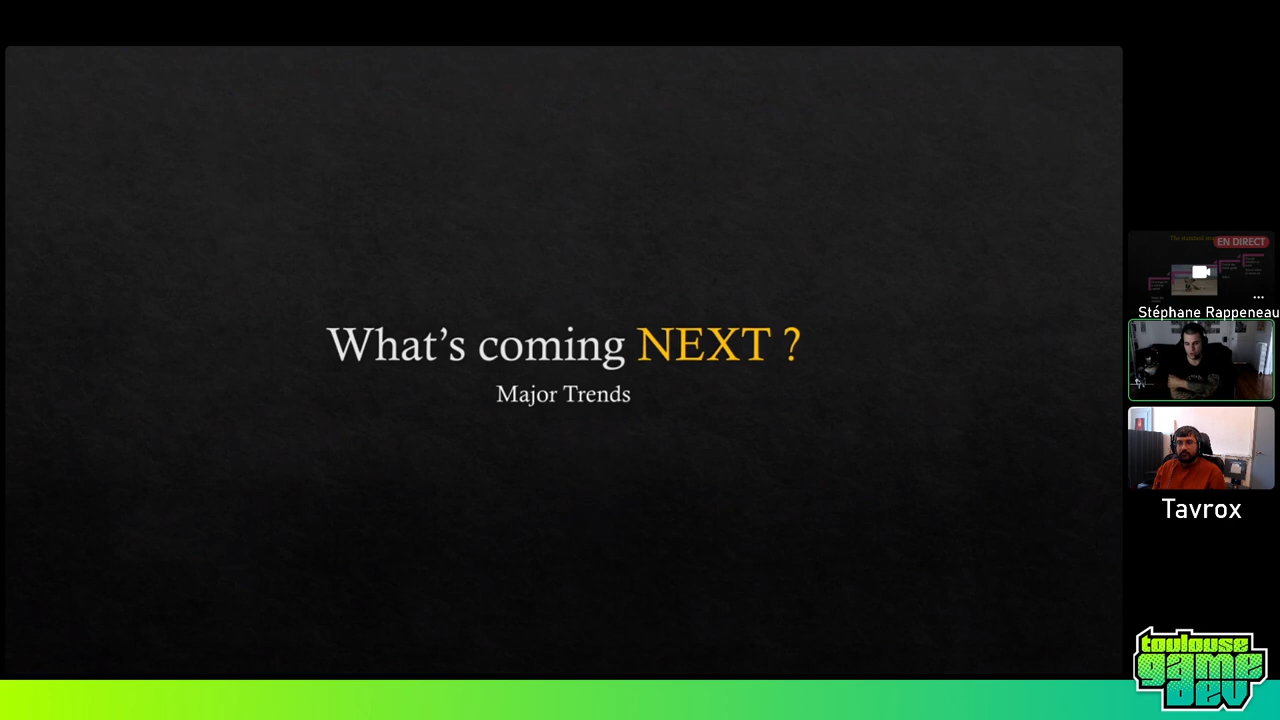 What's coming NEXT ?
Major Trends
EN DIRECT
Stéphane Rappeneau
Tavrox
toulouse
game
dev